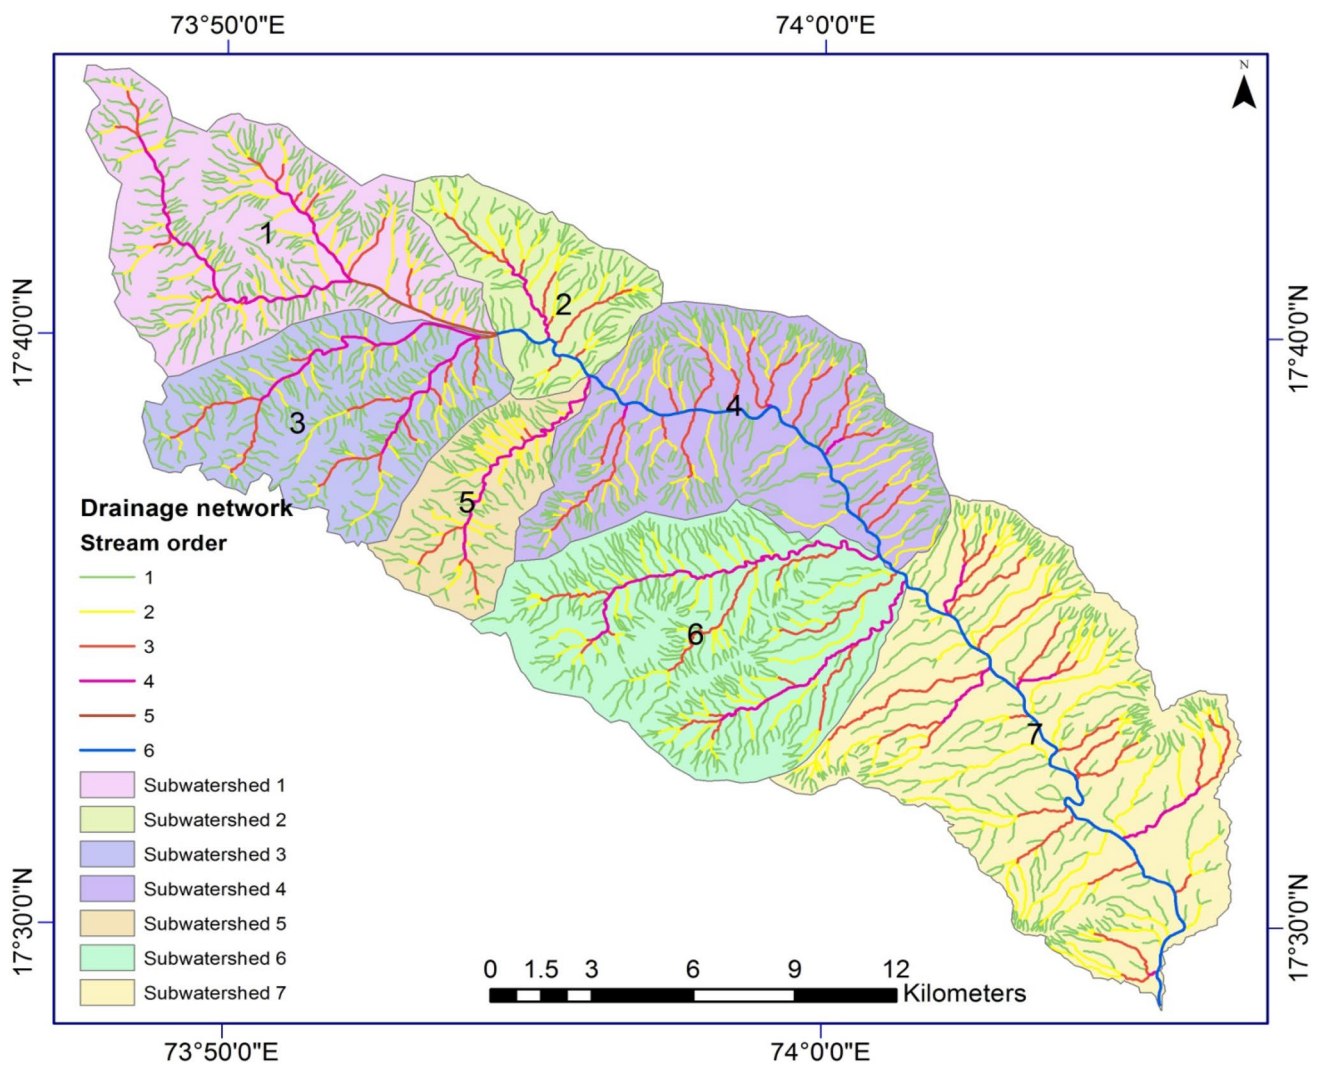 73°50'0"E 74°0'0"E
N
1
2
17°40'0"N 17°40'0"N
4
3
5
Drainage network
Stream order
1
2
3
4
5
6
6
7
Subwatershed 1
Subwatershed 2
Subwatershed 3
Subwatershed 4
Subwatershed 5
Subwatershed 6
Subwatershed 7
17°30'0"N 17°30'0"N
0 1.5 3 6 9 12
Kilometers
73°50'0"E 74°0'0"E